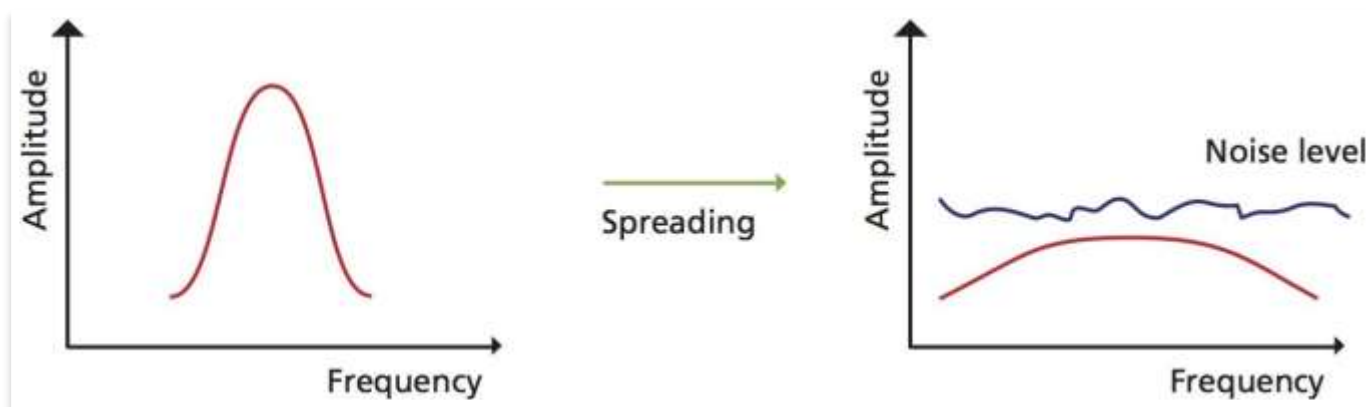 Amplitude
Frequency
Spreading
Amplitude
Noise level
Frequency